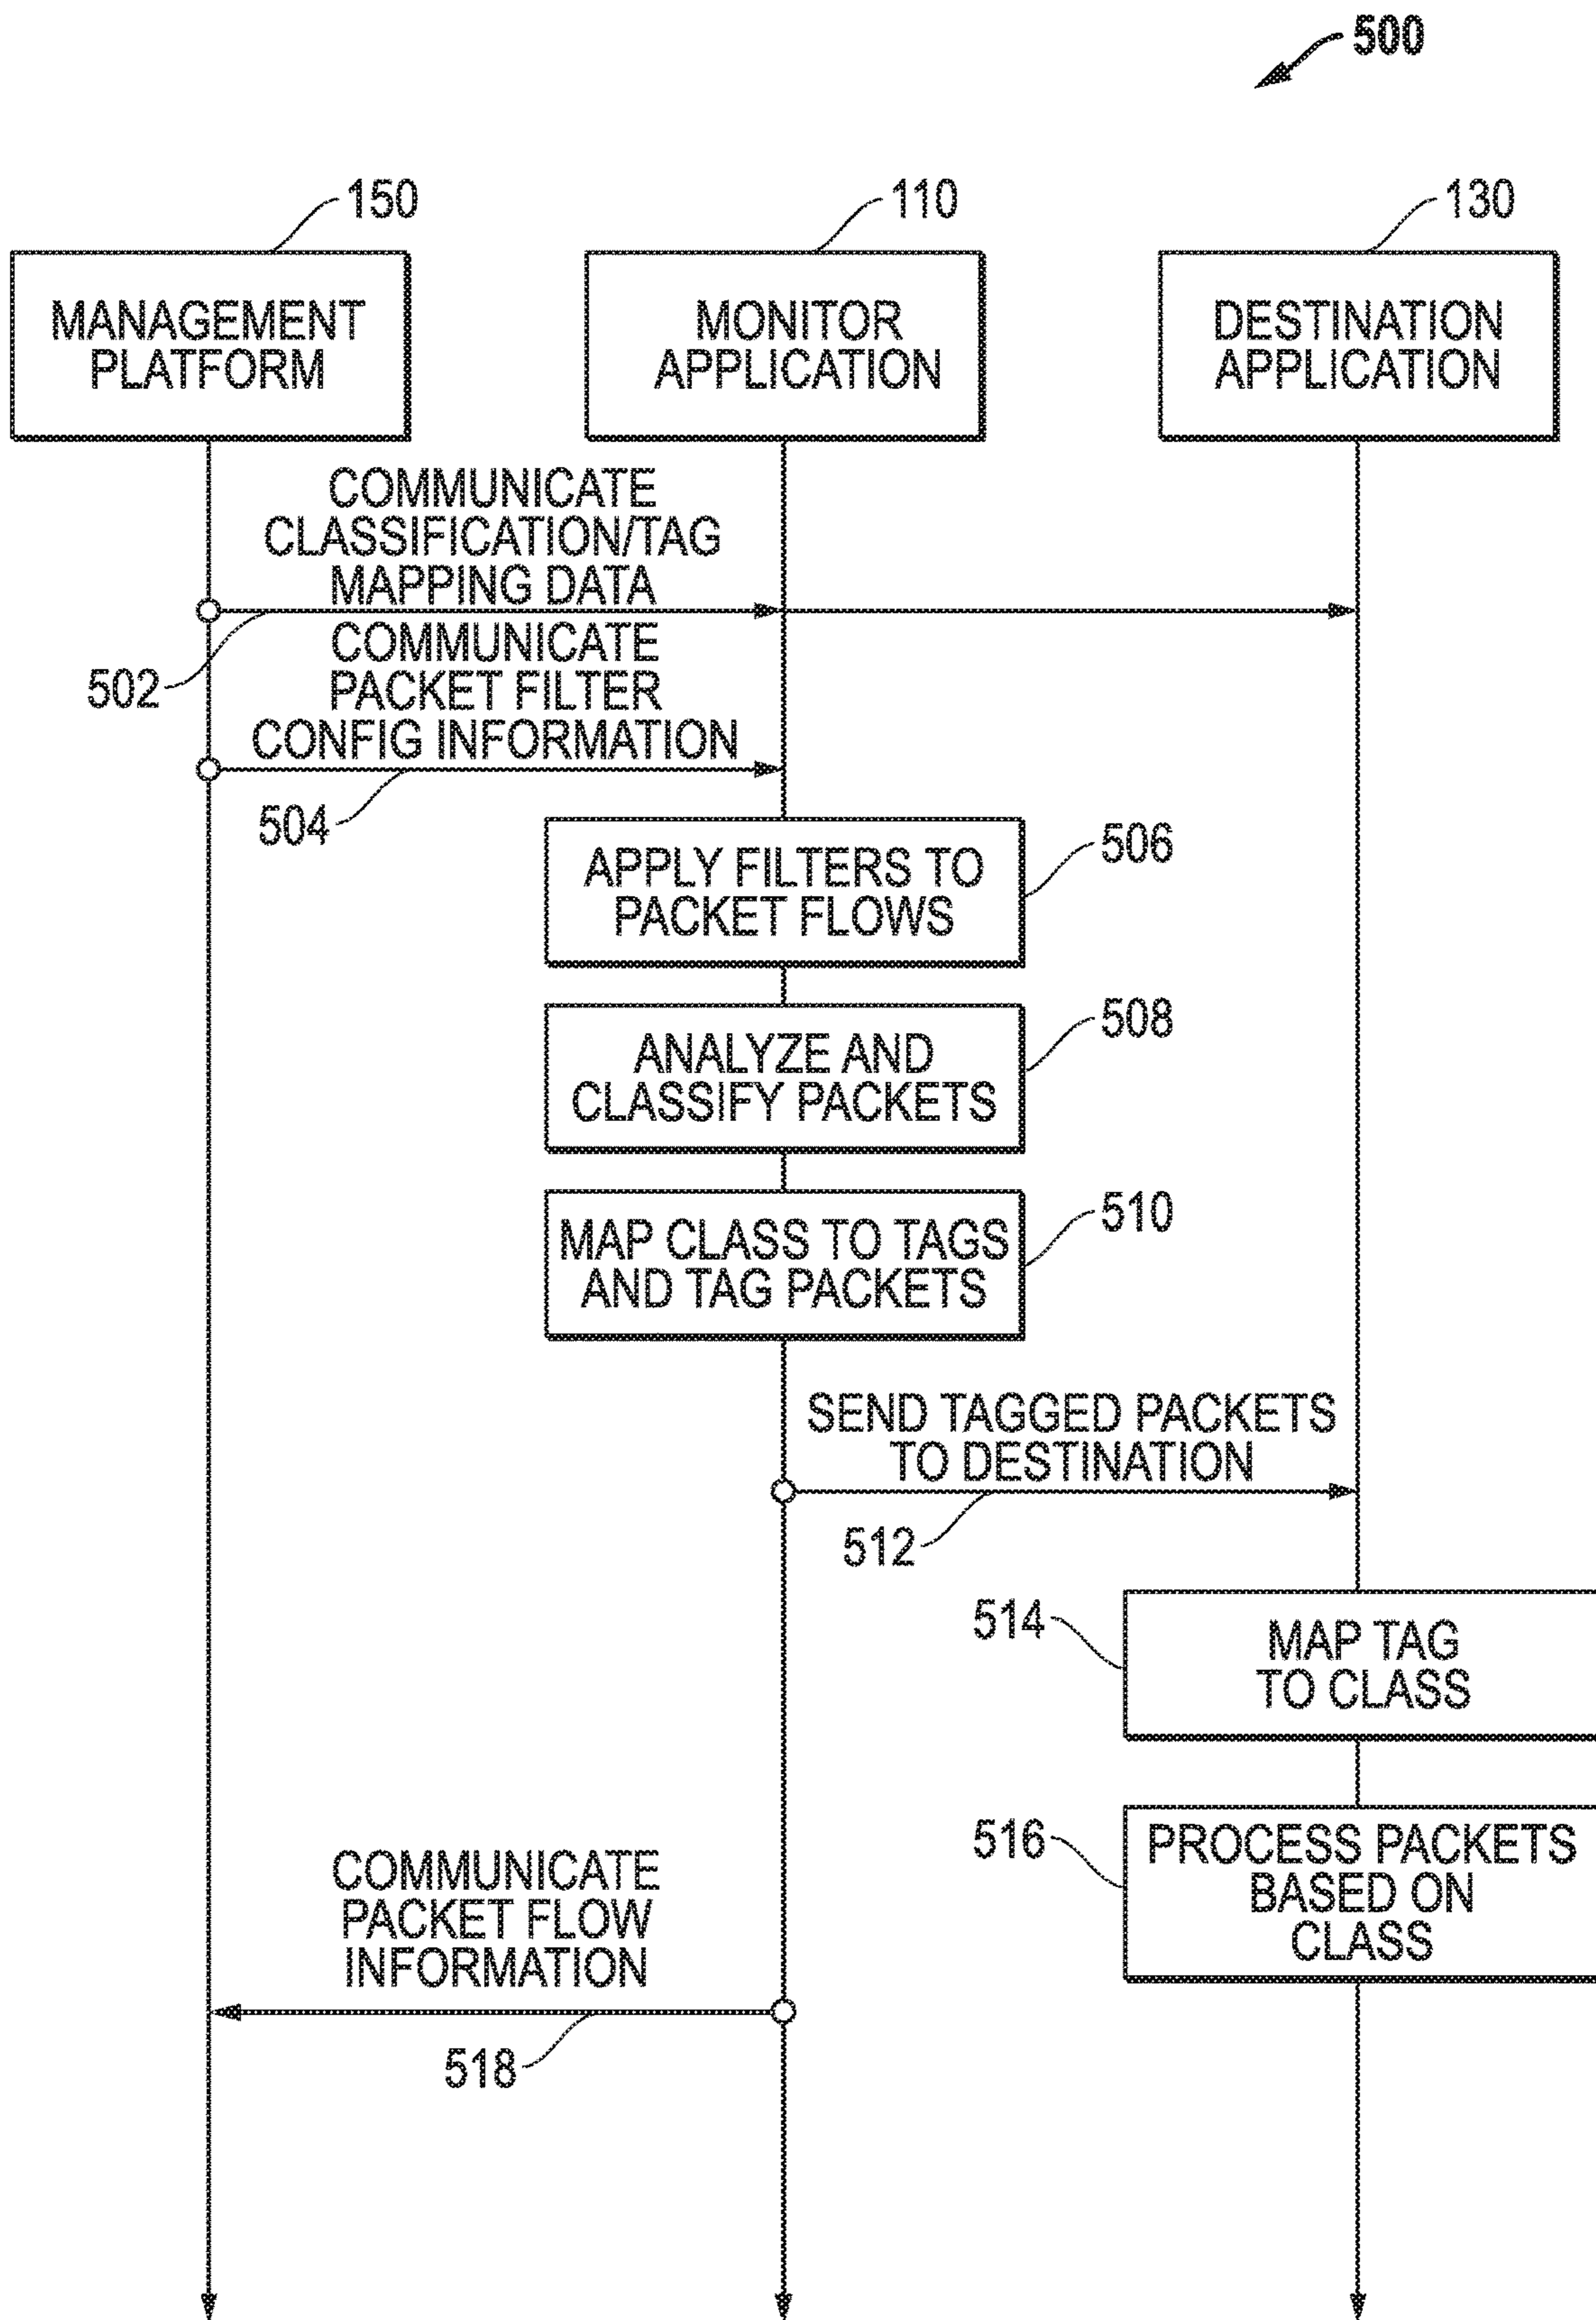 500
150
110
130
MANAGEMENT
PLATFORM
MONITOR
APPLICATION
DESTINATION
APPLICATION
COMMUNICATE
CLASSIFICATION/TAG
MAPPING DATA
502
COMMUNICATE
PACKET FILTER
CONFIG INFORMATION
504
APPLY FILTERS TO
PACKET FLOWS
506
ANALYZE AND
CLASSIFY PACKETS
508
MAP CLASS TO TAGS
AND TAG PACKETS
510
SEND TAGGED PACKETS
TO DESTINATION
512
514
MAP TAG
TO CLASS
516
PROCESS PACKETS
BASED ON
CLASS
COMMUNICATE
PACKET FLOW
INFORMATION
518